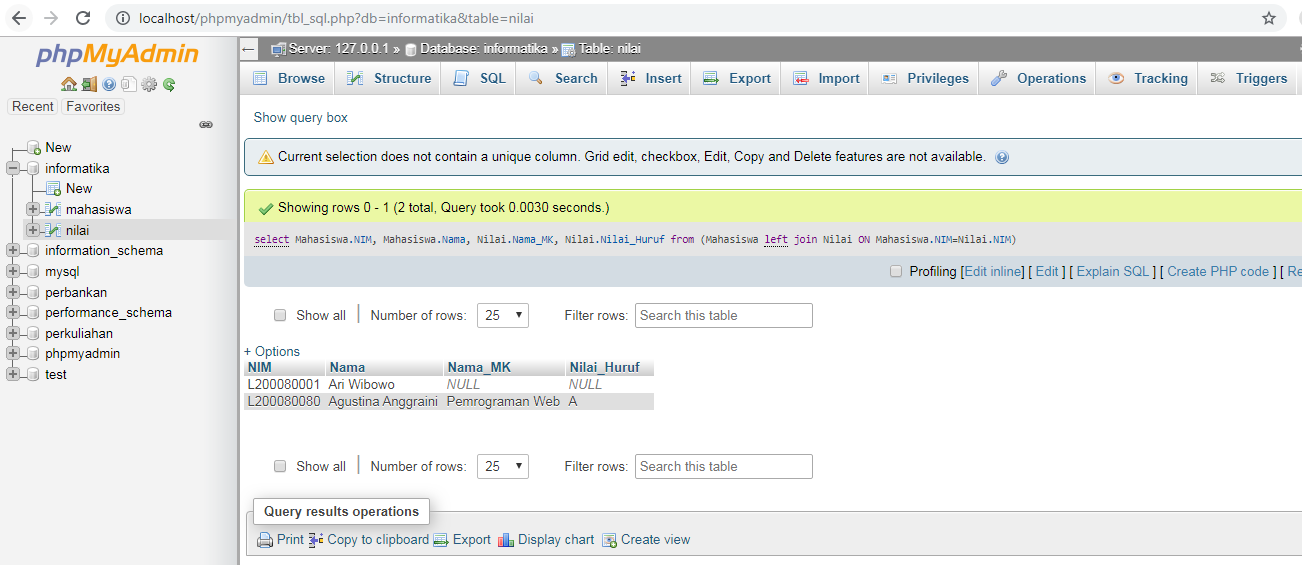 localhost/phpmyadmin/tbl_sql.php?db=informatika&table=nilai
phpMyAdmin
Recent Favorites
New
informatika
New
mahasiswa
nilai
information_schema
mysql
perbankan
performance_schema
perkuliahan
phpmyadmin
test
Server: 127.0.0.1 » Database: informatika » Table: nilai
Browse Structure SQL Search Insert Export Import Privileges Operations Tracking Triggers
Show query box
Current selection does not contain a unique column. Grid edit, checkbox, Edit, Copy and Delete features are not available.
Showing rows 0 - 1 (2 total, Query took 0.0030 seconds.)
select Mahasiswa.NIM, Mahasiswa.Nama, Nilai.Nama_MK, Nilai.Nilai_Huruf from (Mahasiswa left join Nilai ON Mahasiswa.NIM=Nilai.NIM)
Profiling [Edit inline] [ Edit ] [ Explain SQL ] [ Create PHP code ] [ Re
Show all | Number of rows: 25 Filter rows: Search this table
+ Options
NIM Nama Nama_MK Nilai_Huruf
L200080001 Ari Wibowo NULL NULL
L200080080 Agustina Anggraini Pemrograman Web A
Show all | Number of rows: 25 Filter rows: Search this table
Query results operations
Print Copy to clipboard Export Display chart Create view